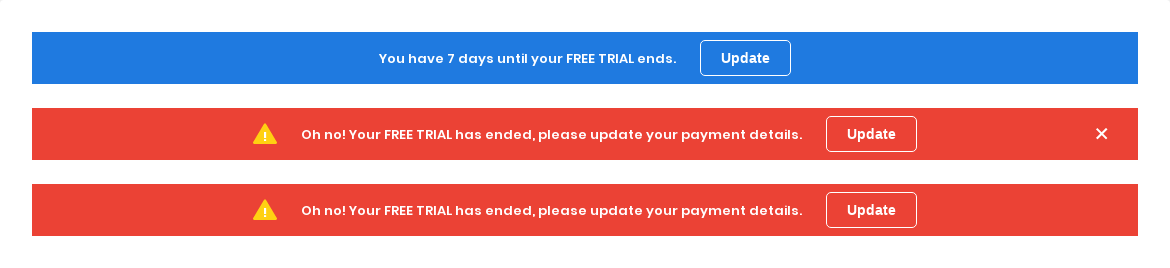 You have 7 days until your FREE TRIAL ends. Update
Oh no! Your FREE TRIAL has ended, please update your payment details. Update
Oh no! Your FREE TRIAL has ended, please update your payment details. Update